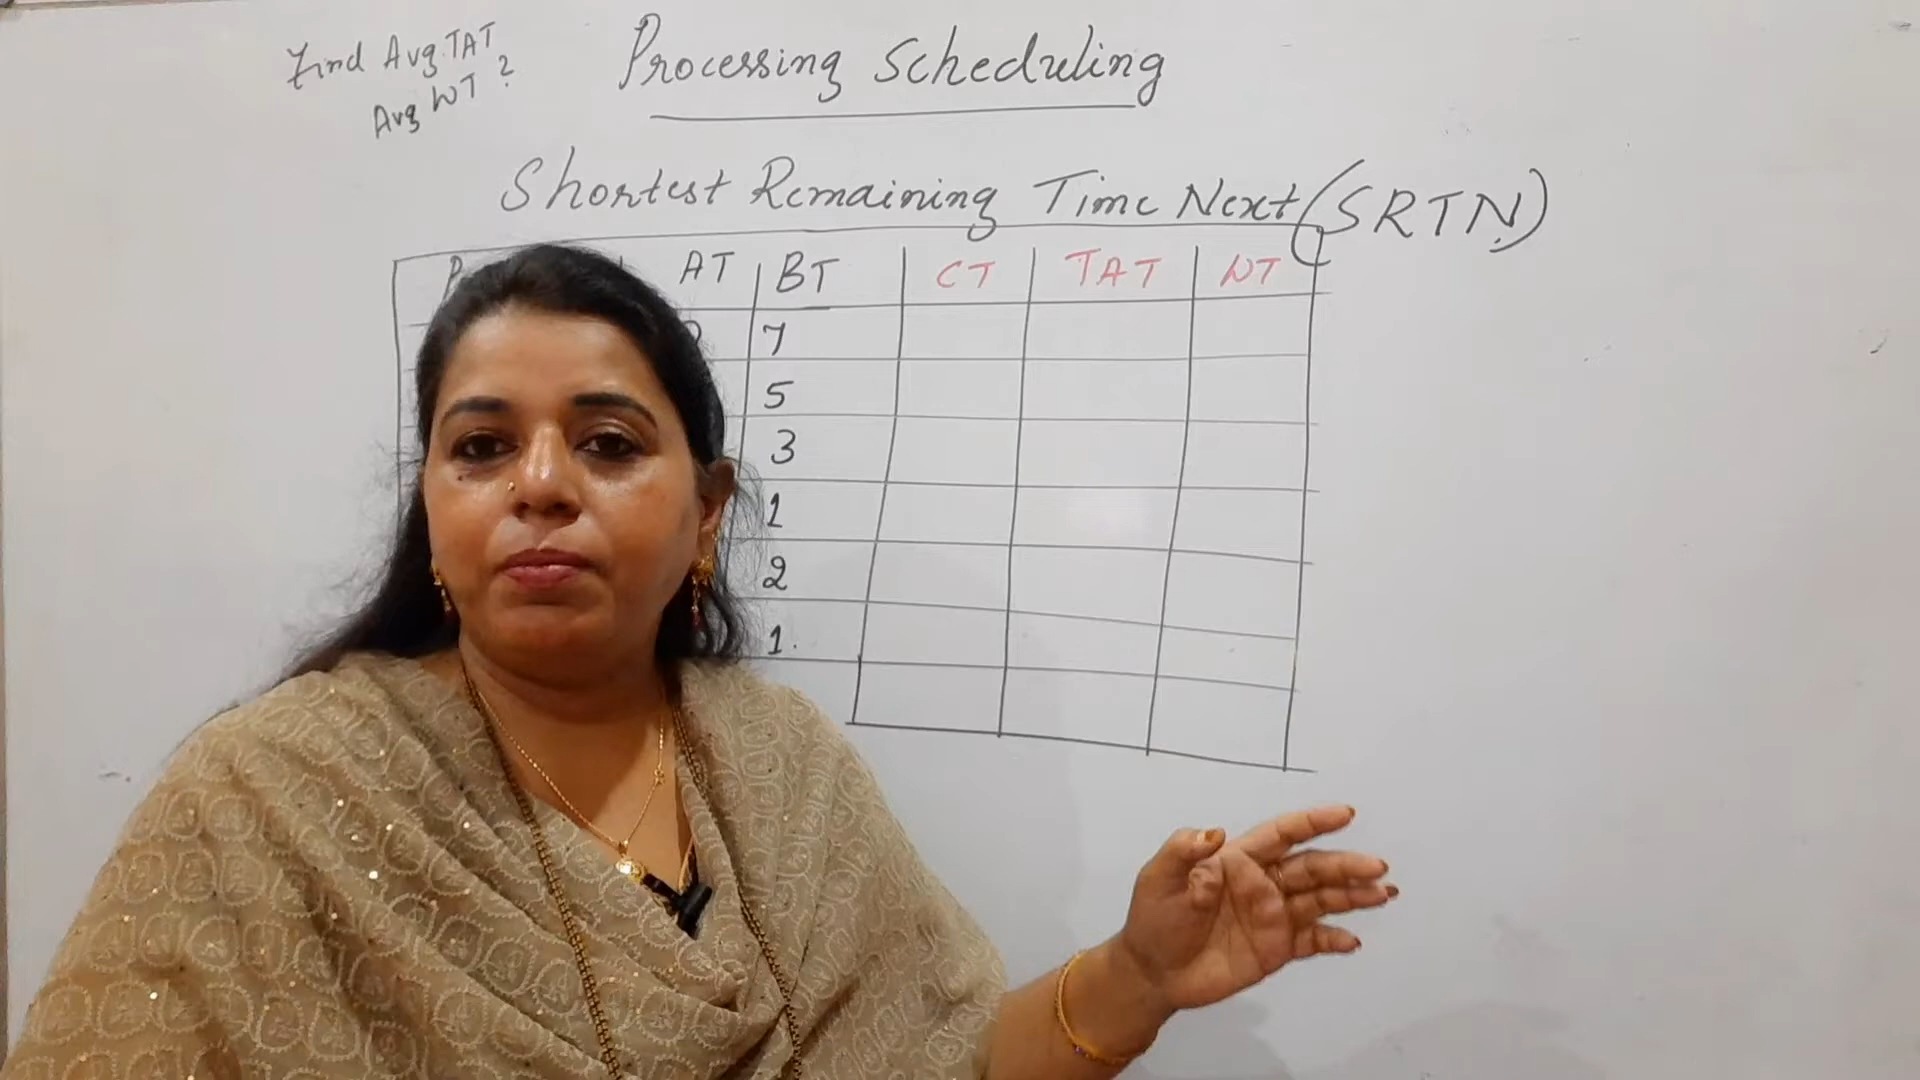 Find Avg.TAT
Avg WT ?
Processing Scheduling
Shortest Remaining Time Next (SRTN)
P AT BT CT TAT WT
7
5
3
1
2
1.